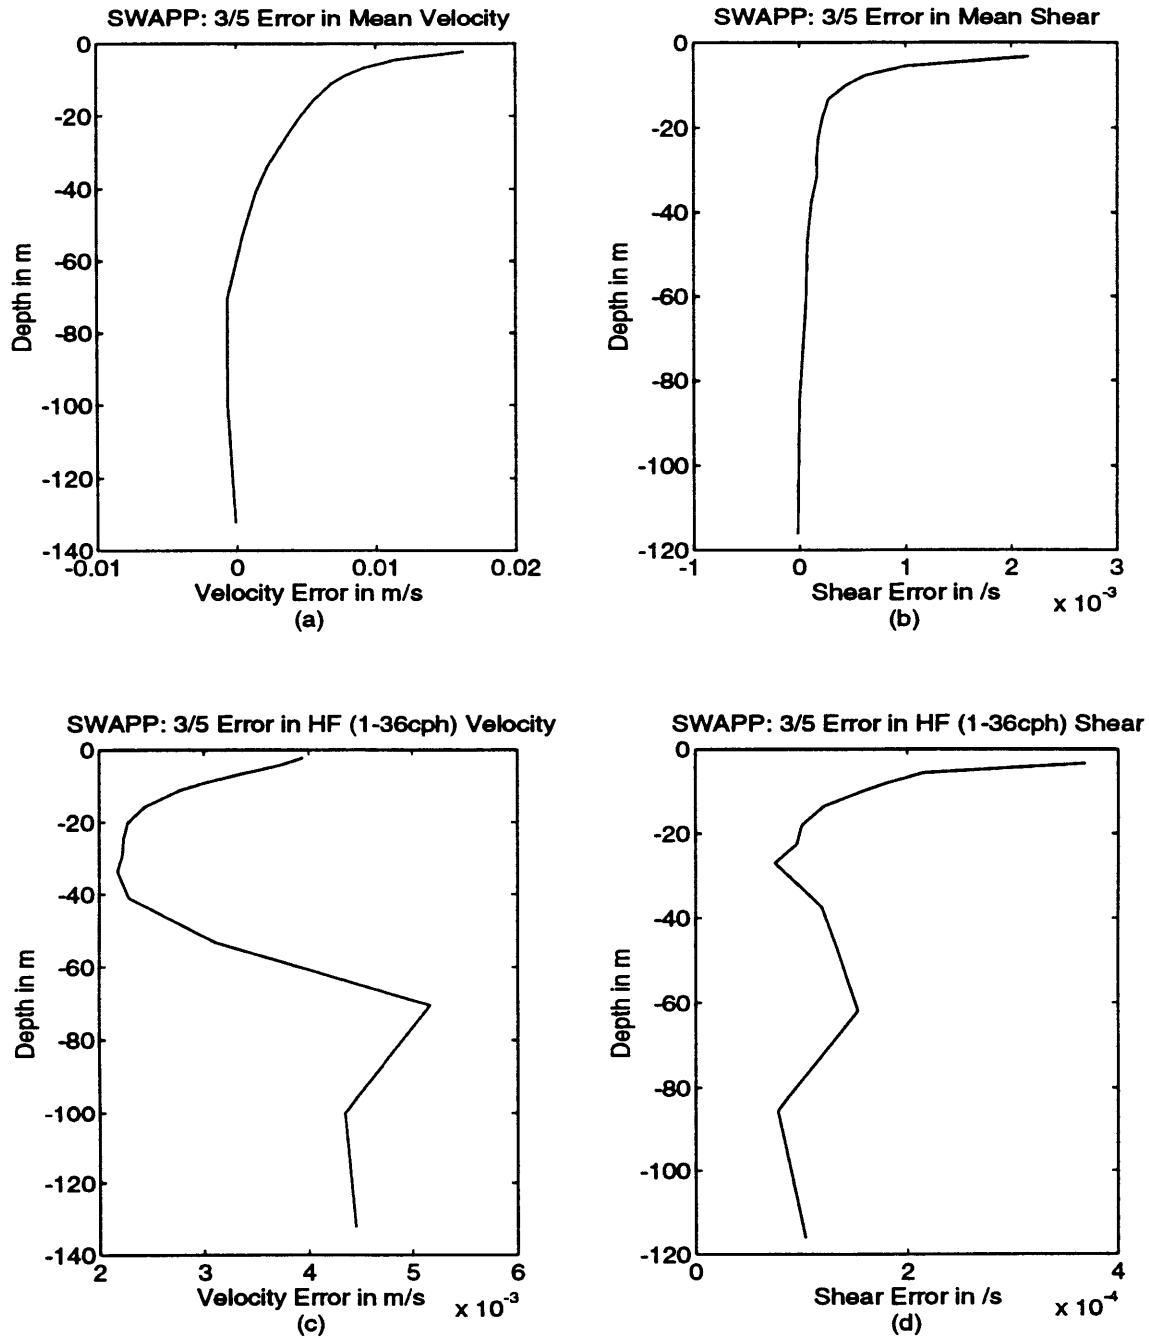 SWAPP: 3/5 Error in Mean Velocity
0
-20
-40
-60
-80
-100
-120
-140
Depth in m
-0.01 0 0.01 0.02
Velocity Error in m/s
(a)
SWAPP: 3/5 Error in Mean Shear
0
-20
-40
-60
-80
-100
-120
Depth in m
-1 0 1 2 3
Shear Error in /s
x 10-3
(b)
SWAPP: 3/5 Error in HF (1-36cph) Velocity
0
-20
-40
-60
-80
-100
-120
-140
Depth in m
2 3 4 5 6
Velocity Error in m/s
x 10-3
(c)
SWAPP: 3/5 Error in HF (1-36cph) Shear
0
-20
-40
-60
-80
-100
-120
Depth in m
0 2 4
Shear Error in /s
x 10-4
(d)